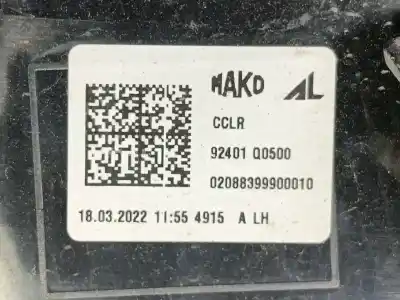 MAKO AL
CCLR
92401 Q0500
02088399900010
18.03.2022 11:55 4915 A LH